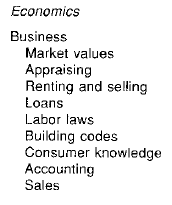 Economics
Business
Market values
Appraising
Renting and selling
Loans
Labor laws
Building codes
Consumer knowledge
Accounting
Sales